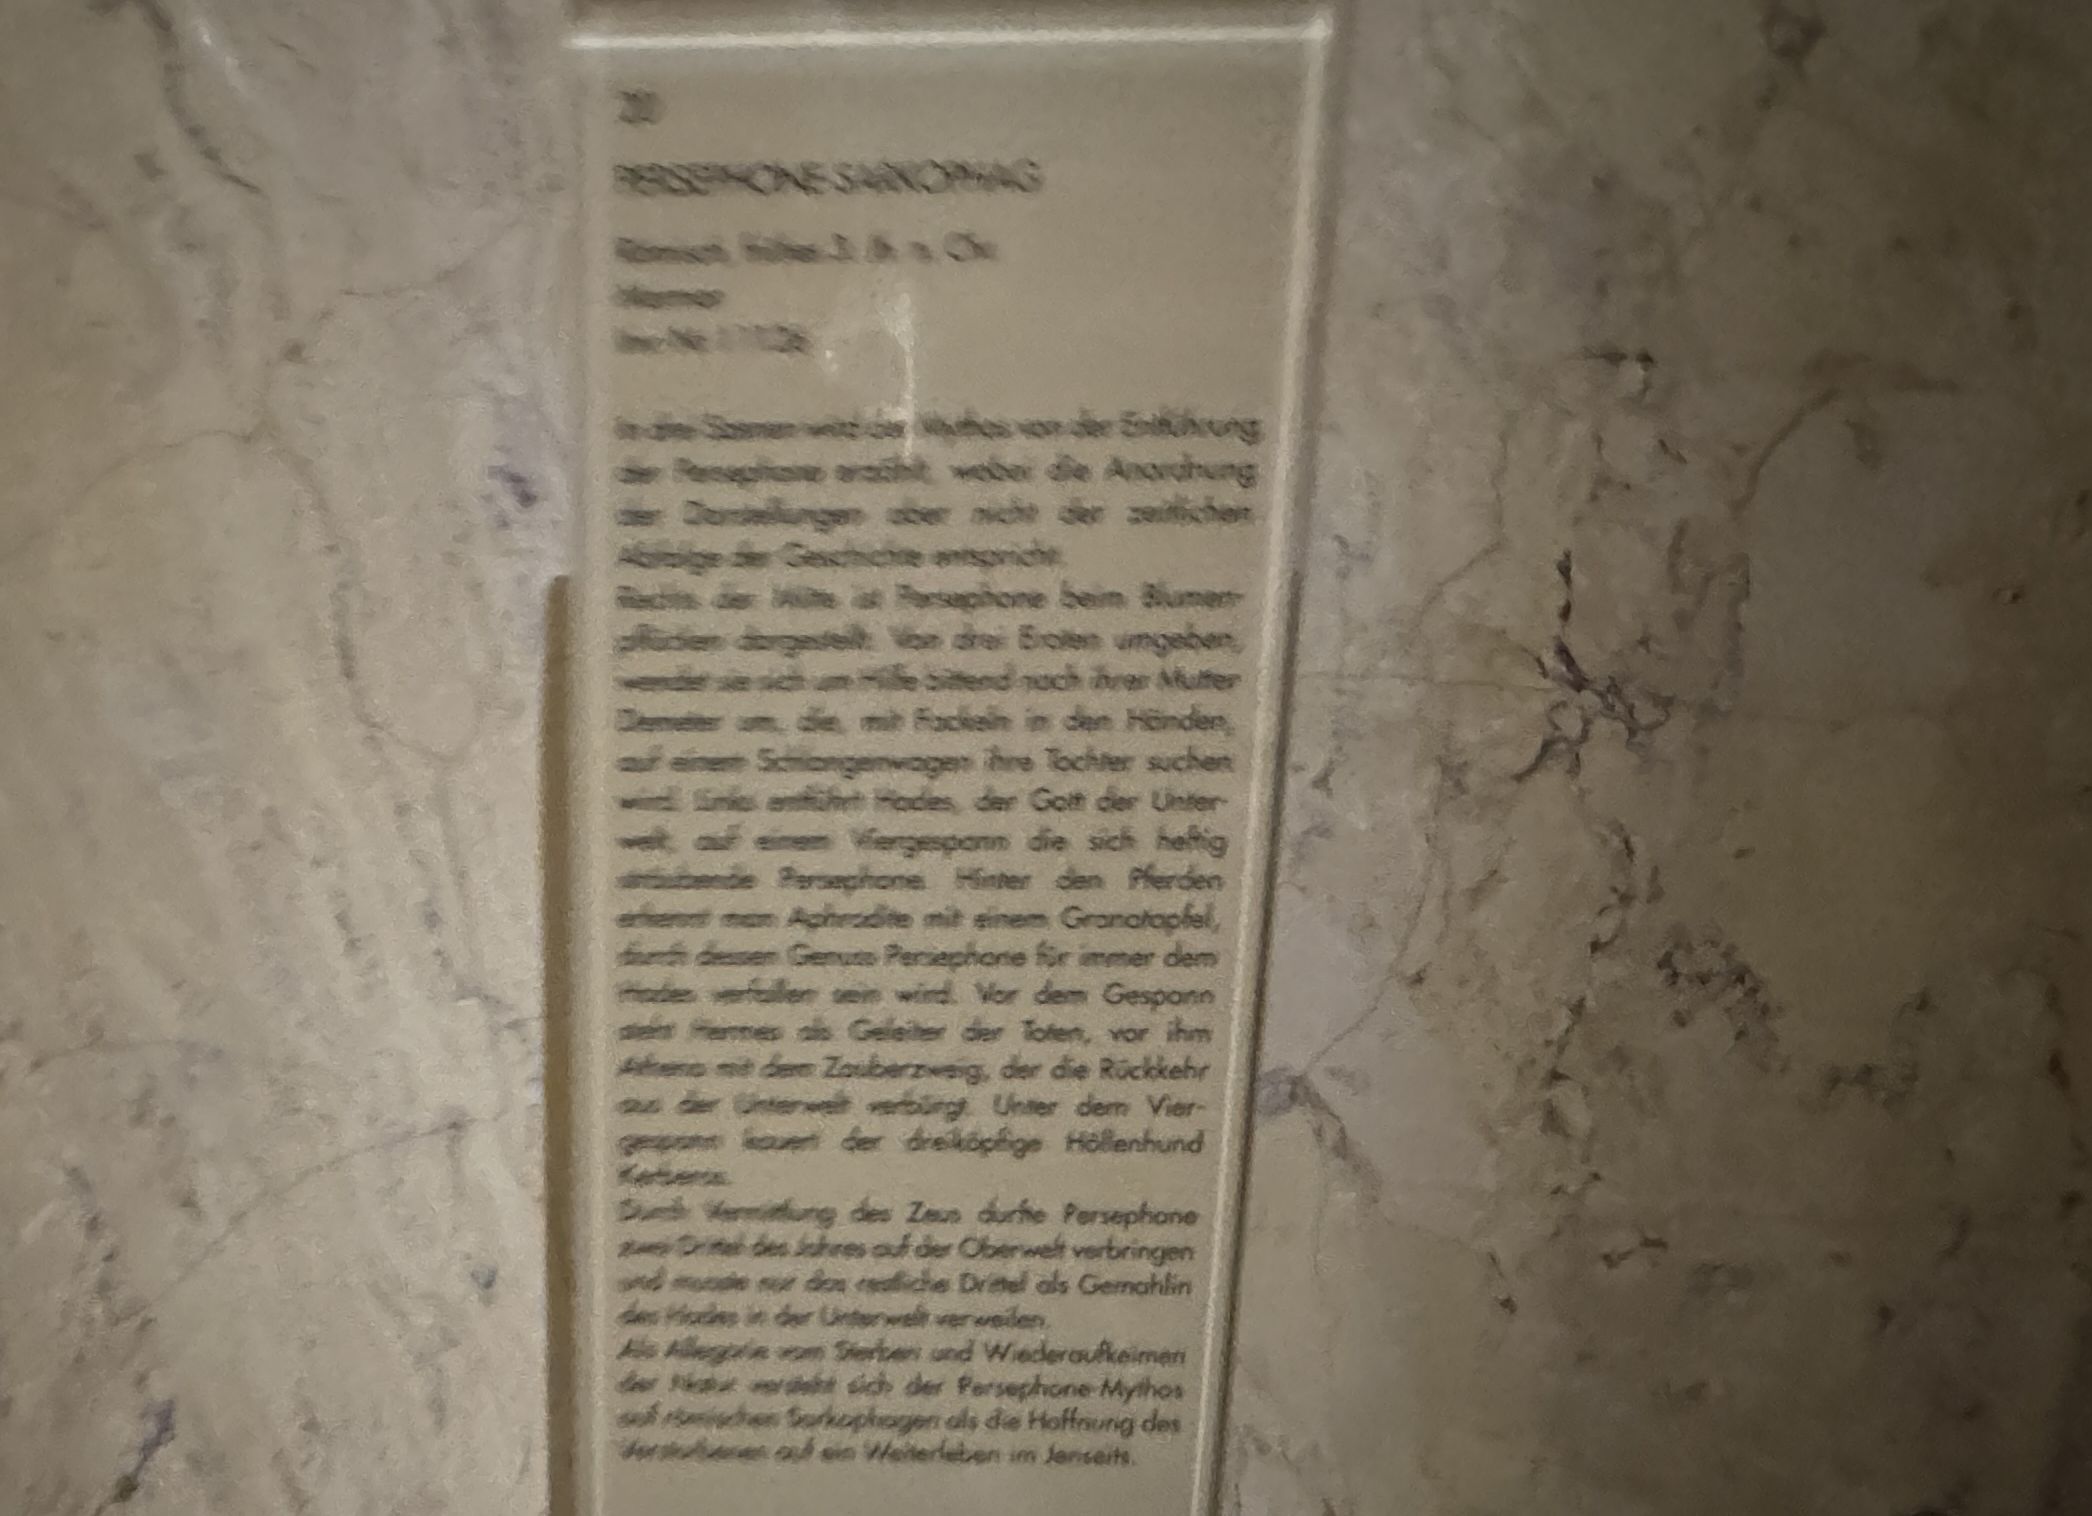 PERSEPHONE-SARKOPHAG
Römisch, frühes 3. Jh. n. Chr.
Marmor
Inv.-Nr.
In drei Szenen wird der Mythos von der Entführung
der Persephone erzählt, wobei die Anordnung
der Darstellungen aber nicht der zeitlichen
Abfolge der Geschichte entspricht.
Rechts der Mitte ist Persephone beim Blumen-
pflücken dargestellt. Von drei Eroten umgeben,
wendet sie sich um Hilfe bittend nach ihrer Mutter
Demeter um, die, mit Fackeln in den Händen,
auf einem Schlangenwagen ihre Tochter suchen
wird. Links entführt Hades, der Gott der Unter-
welt, auf einem Viergespann die sich heftig
sträubende Persephone. Hinter den Pferden
erkennt man Aphrodite mit einem Granatapfel,
durch dessen Genuss Persephone für immer dem
Hades verfallen sein wird. Vor dem Gespann
steht Hermes als Geleiter der Toten, vor ihm
Athena mit dem Zauberzweig, der die Rückkehr
aus der Unterwelt verbürgt. Unter dem Vier-
gespann kauert der dreiköpfige Höllenhund
Kerberos.
Durch Vermittlung des Zeus durfte Persephone
zwei Drittel des Jahres auf der Oberwelt verbringen
und musste nur das restliche Drittel als Gemahlin
des Hades in der Unterwelt verweilen.
Als Allegorie vom Sterben und Wiederaufkeimen
der Natur versteht sich der Persephone-Mythos
auf römischen Sarkophagen als die Hoffnung des
Verstorbenen auf ein Weiterleben im Jenseits.